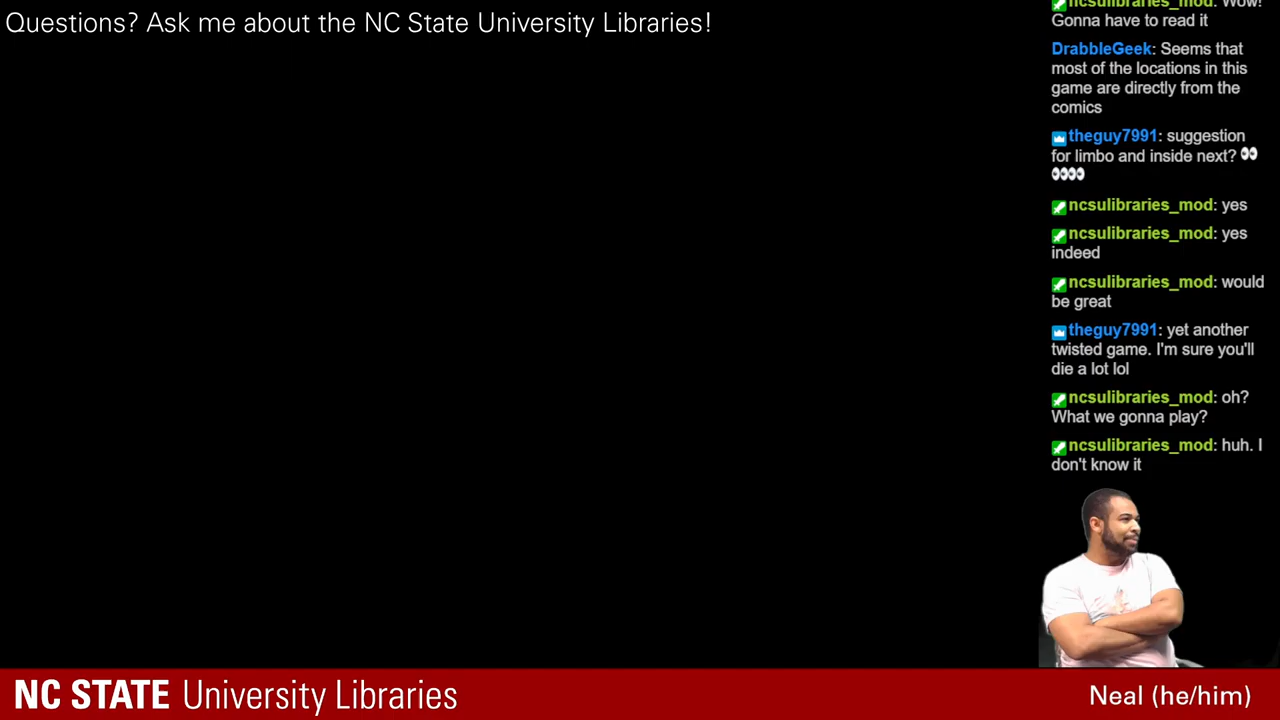 Questions? Ask me about the NC State University Libraries!
ncsulibraries_mod: Wow!
Gonna have to read it
DrabbleGeek: Seems that
most of the locations in this
game are directly from the
comics
theguy7991: suggestion
for limbo and inside next? 👀
👀👀
ncsulibraries_mod: yes
ncsulibraries_mod: yes
indeed
ncsulibraries_mod: would
be great
theguy7991: yet another
twisted game. I'm sure you'll
die a lot lol
ncsulibraries_mod: oh?
What we gonna play?
ncsulibraries_mod: huh. I
don't know it
NC STATE University Libraries
Neal (he/him)